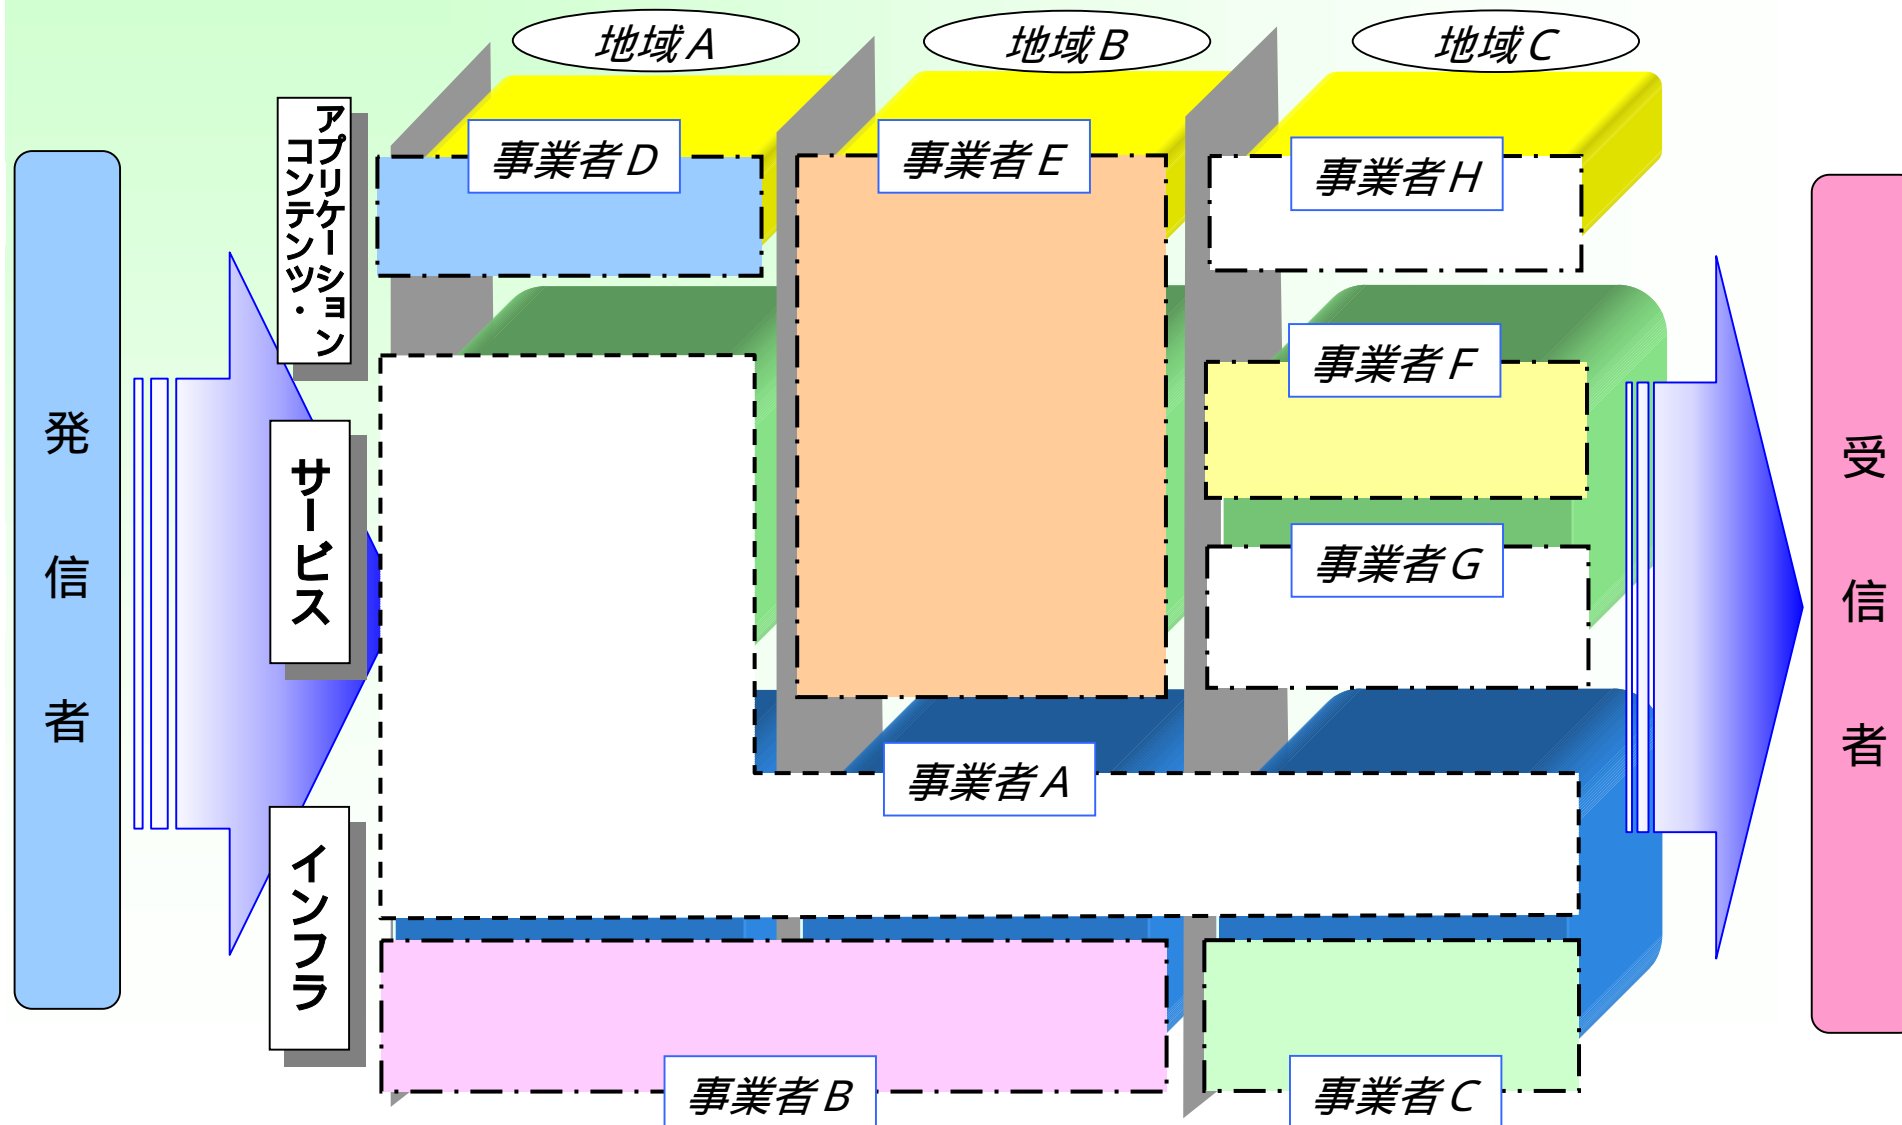 地域A
地域B
地域C
コンテンツ・
アプリケーション
事業者D
事業者E
事業者H
事業者F
発信者
サービス
事業者G
受信者
事業者A
インフラ
事業者B
事業者C